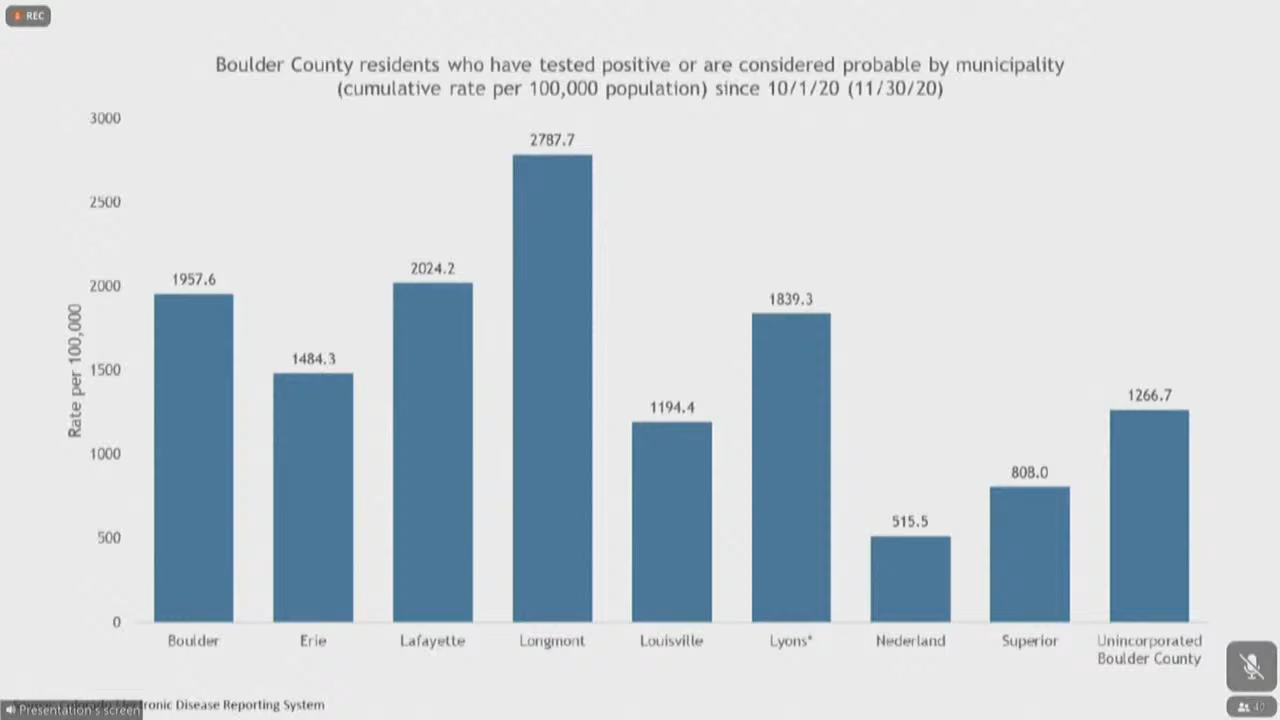 REC
Boulder County residents who have tested positive or are considered probable by municipality
(cumulative rate per 100,000 population) since 10/1/20 (11/30/20)
3000
2500
2000
1500
1000
500
0
Rate per 100,000
1957.6
1484.3
2024.2
2787.7
1194.4
1839.3
515.5
808.0
1266.7
Boulder
Erie
Lafayette
Longmont
Louisville
Lyons*
Nederland
Superior
Unincorporated
Boulder County
Disease Reporting System
Presentation's screen
40